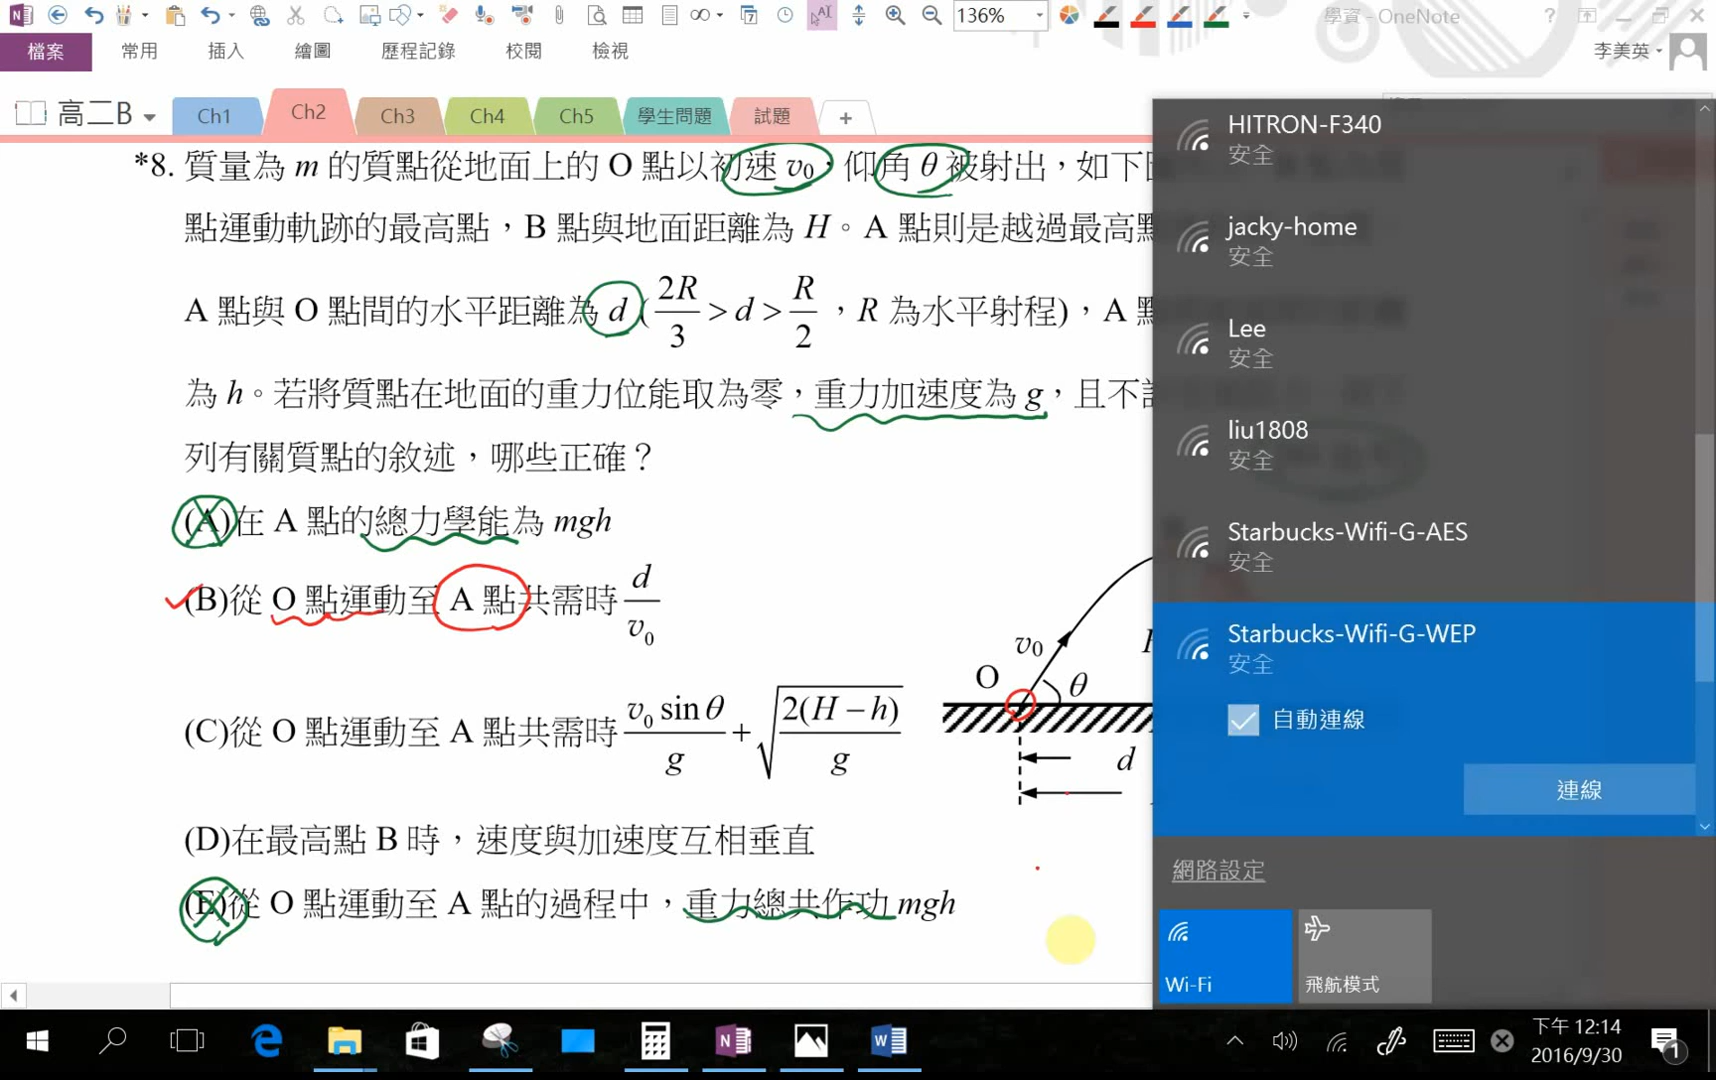 136%
學資 - OneNote
檔案 常用 插入 繪圖 歷程記錄 校閱 檢視
李美英
高二B Ch1 Ch2 Ch3 Ch4 Ch5 學生問題 試題 +
*8. 質量為 m 的質點從地面上的 O 點以初速 v₀，仰角 θ 被射出，如下
點運動軌跡的最高點，B 點與地面距離為 H。A 點則是越過最高點
A 點與 O 點間的水平距離為 d (2R/3 > d > R/2，R 為水平射程)，A 點
為 h。若將質點在地面的重力位能取為零，重力加速度為 g，且不
列有關質點的敘述，哪些正確？
(A)在 A 點的總力學能為 mgh
(B)從 O 點運動至 A 點共需時 d/v₀
(C)從 O 點運動至 A 點共需時 v₀ sin θ/g + √(2(H − h)/g)
(D)在最高點 B 時，速度與加速度互相垂直
(E)從 O 點運動至 A 點的過程中，重力總共作功 mgh
v₀
O
θ
d
HITRON-F340
安全
jacky-home
安全
Lee
安全
liu1808
安全
Starbucks-Wifi-G-AES
安全
Starbucks-Wifi-G-WEP
安全
自動連線
連線
網路設定
Wi-Fi
飛航模式
下午 12:14
2016/9/30
1